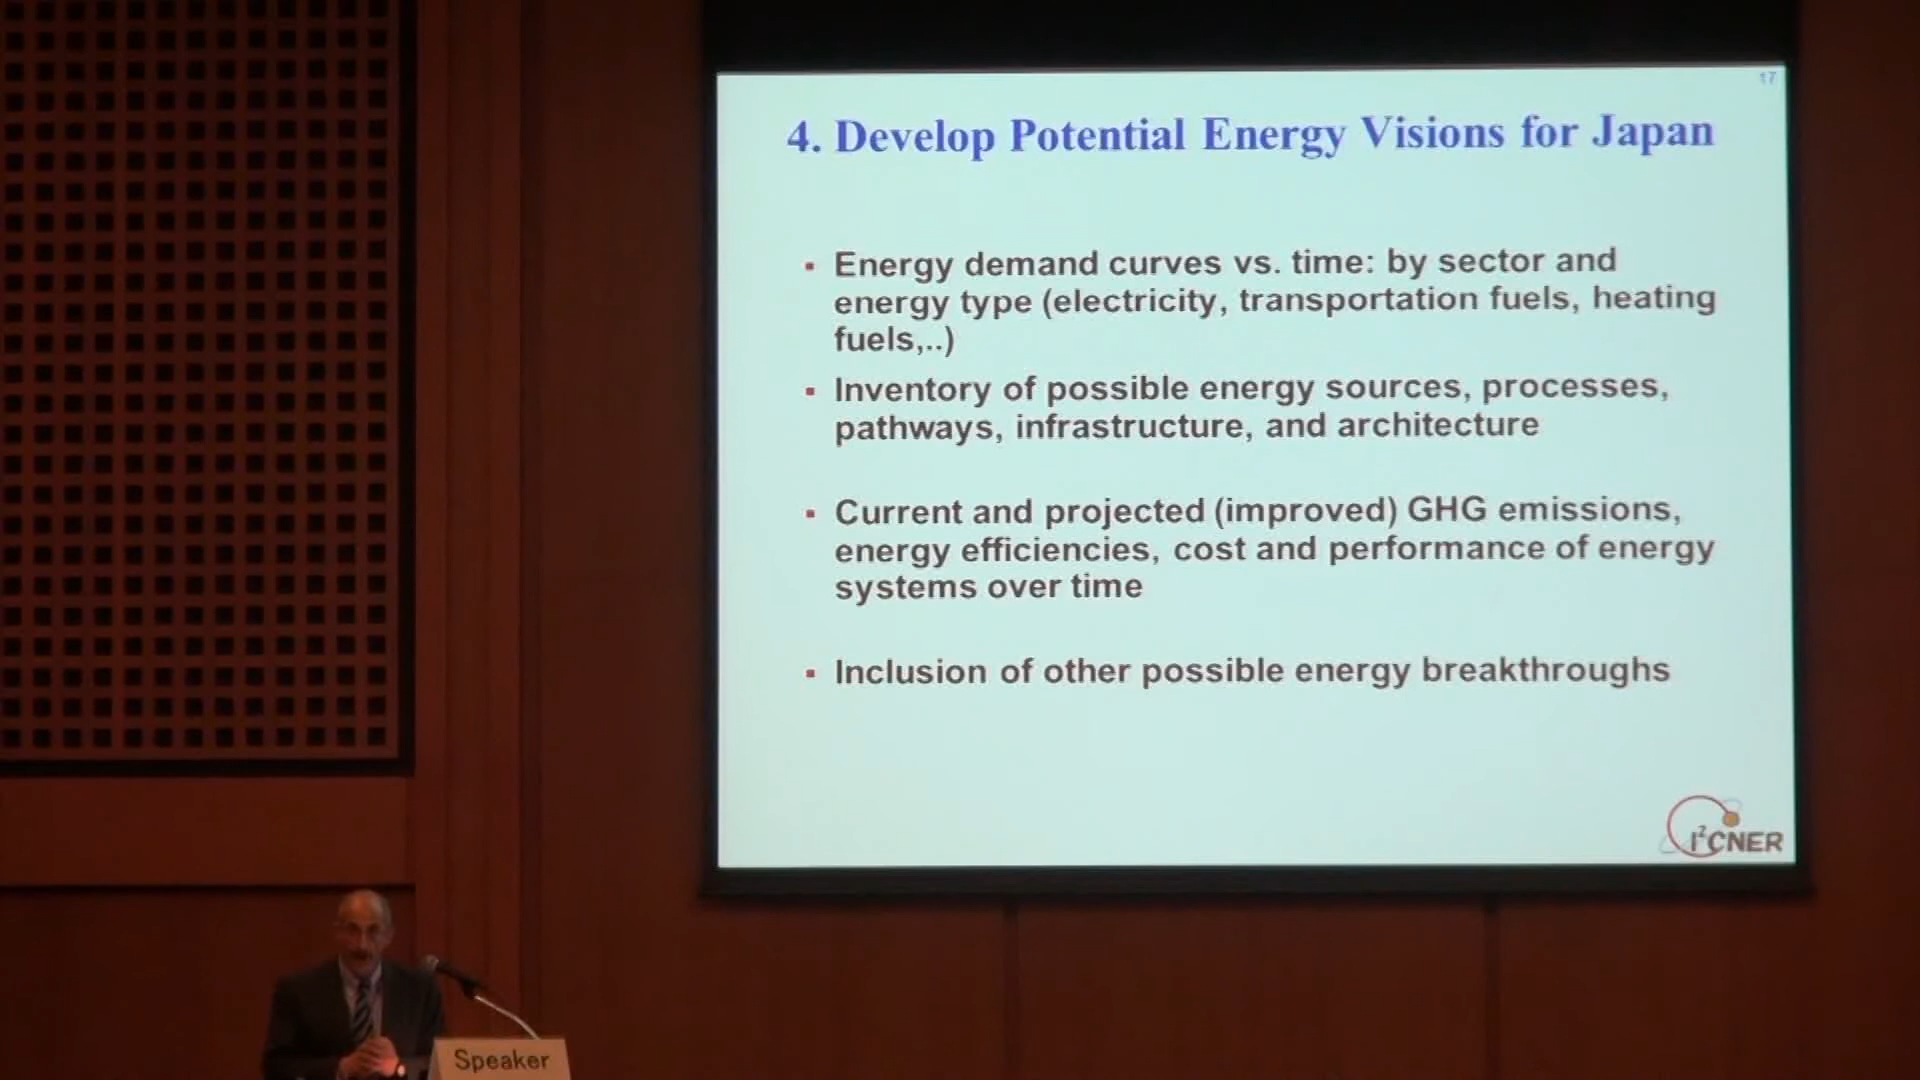 17
4. Develop Potential Energy Visions for Japan
▪ Energy demand curves vs. time: by sector and
energy type (electricity, transportation fuels, heating
fuels,..)
▪ Inventory of possible energy sources, processes,
pathways, infrastructure, and architecture
▪ Current and projected (improved) GHG emissions,
energy efficiencies, cost and performance of energy
systems over time
▪ Inclusion of other possible energy breakthroughs
I²CNER
Speaker